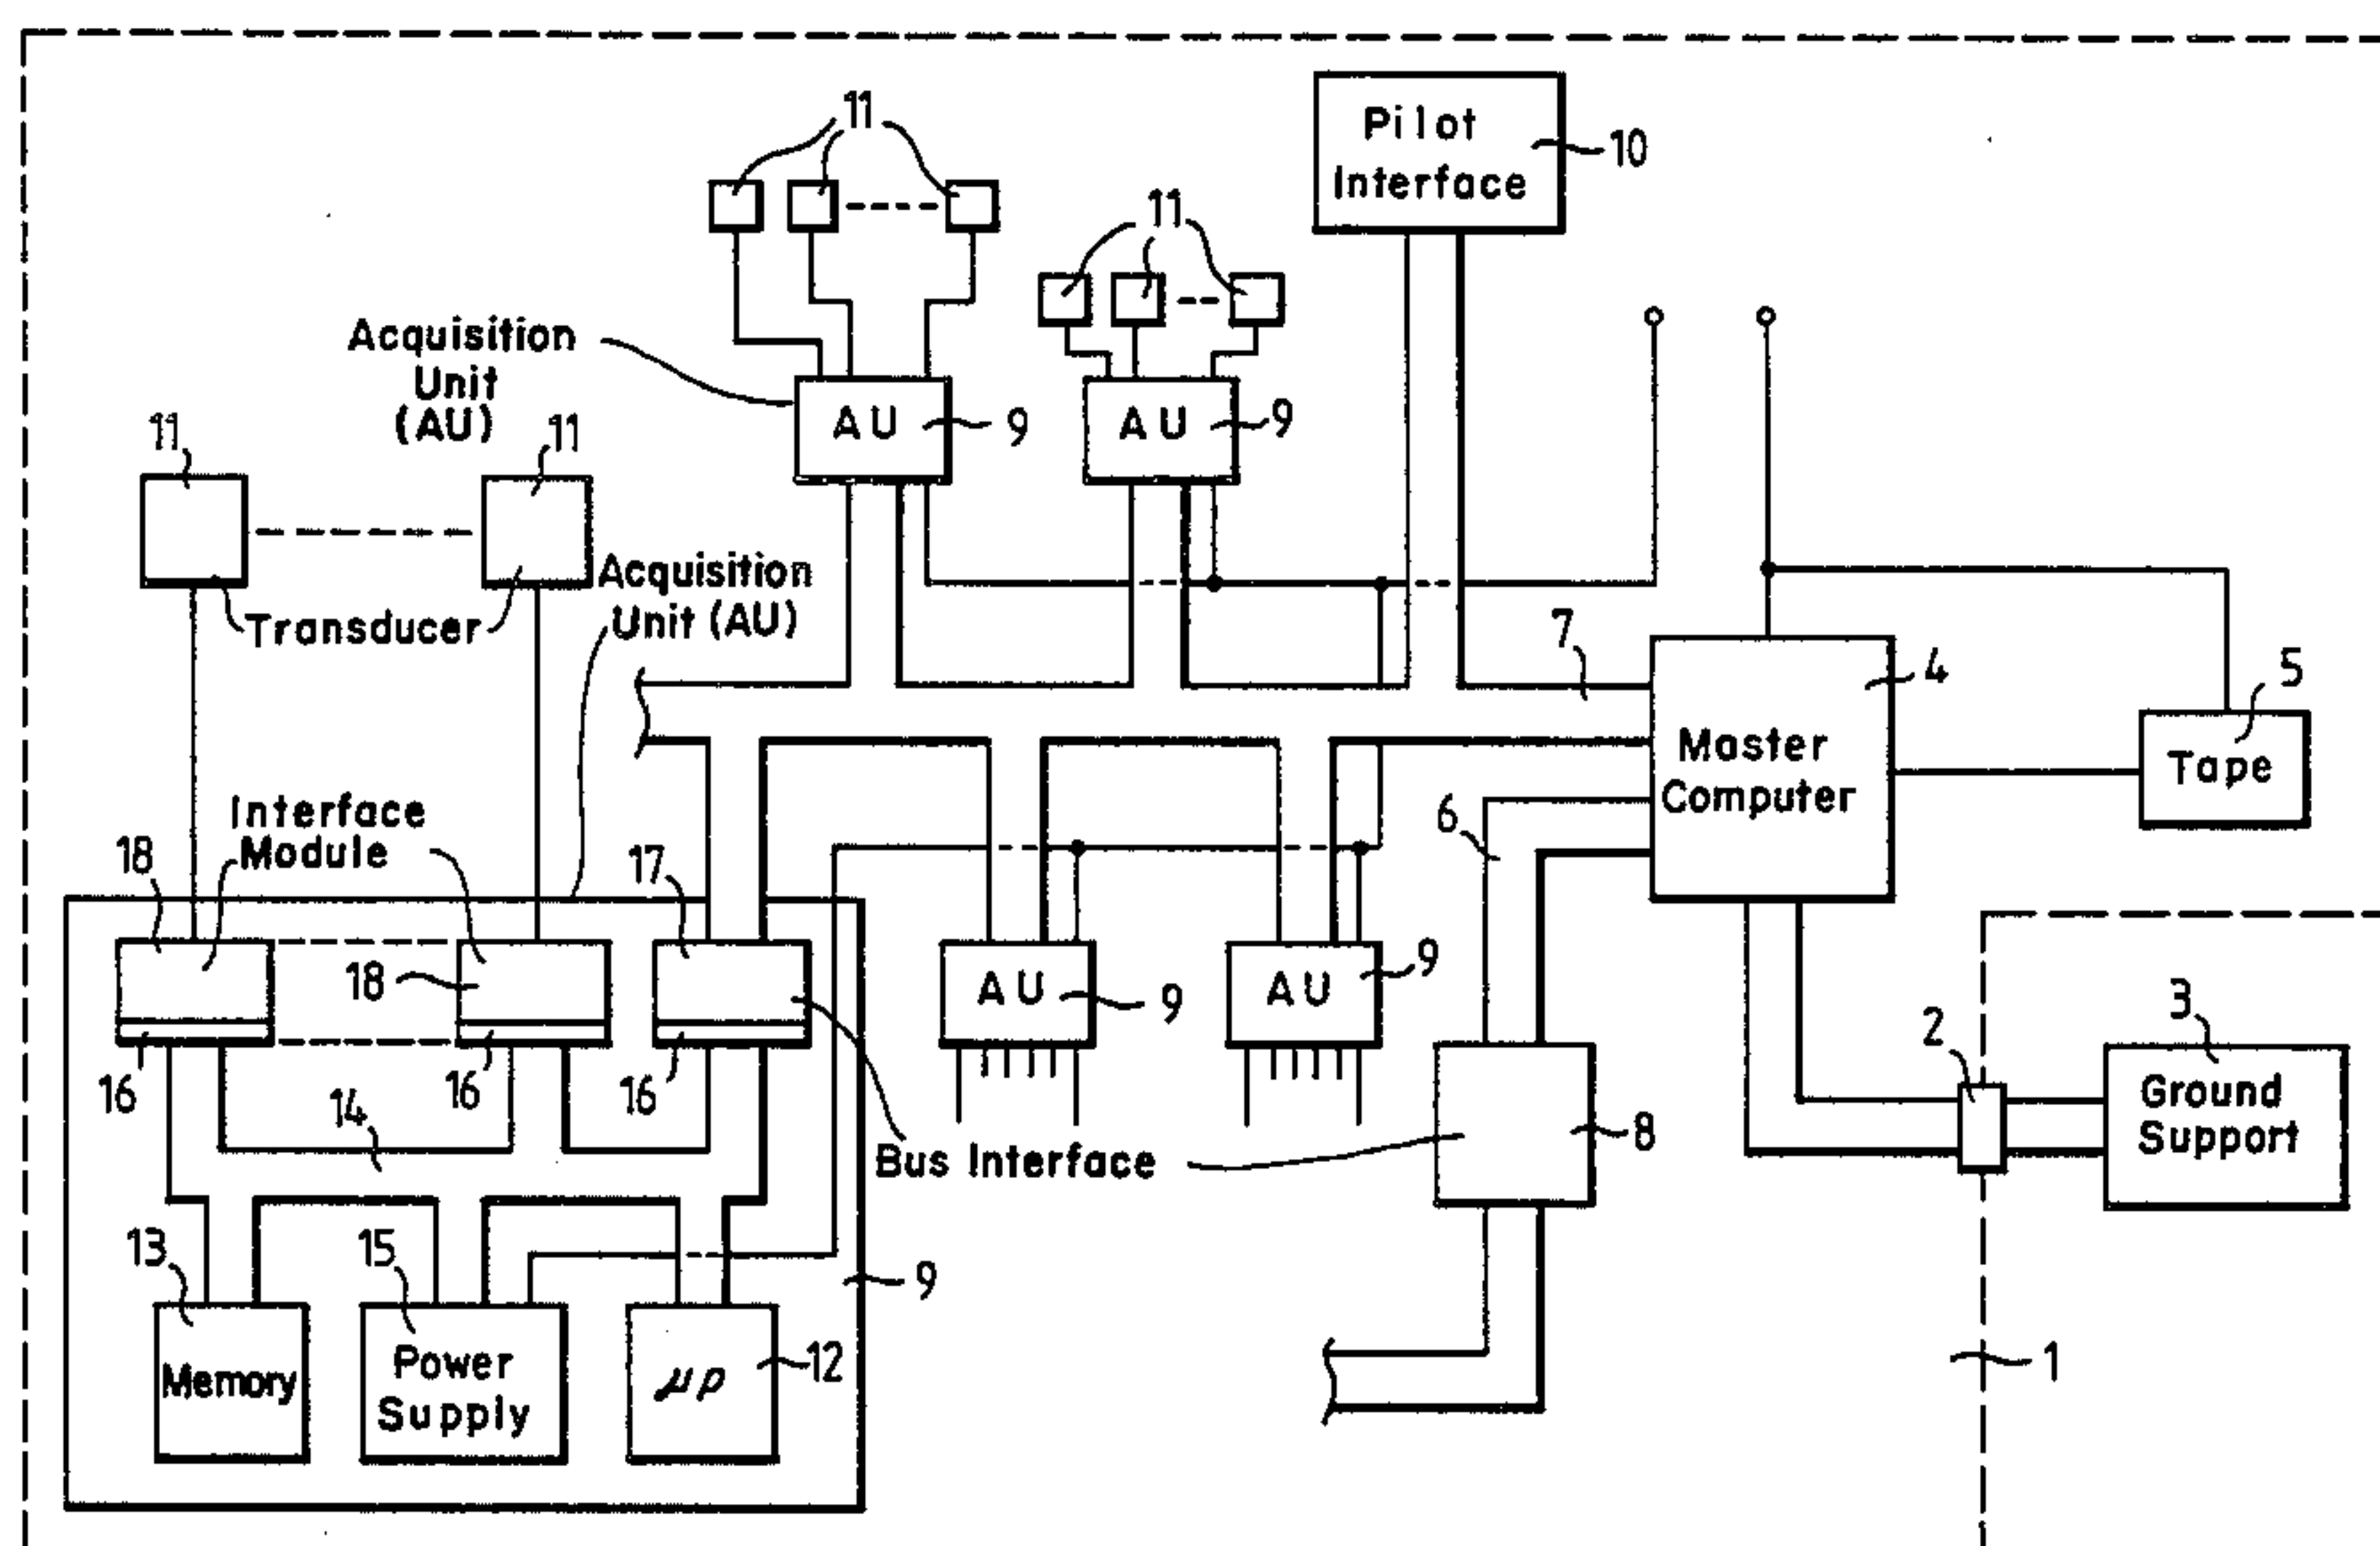 11
Pilot
Interface
10
11
Acquisition
Unit
(AU)
AU
9
AU
9
11
11
Transducer
Acquisition
Unit (AU)
7
4
5
Master
Computer
Tape
6
Interface
Module
18
17
18
AU
9
AU
9
16
16
16
14
Bus Interface
8
2
3
Ground
Support
13
15
9
Memory
Power
Supply
μp
12
1